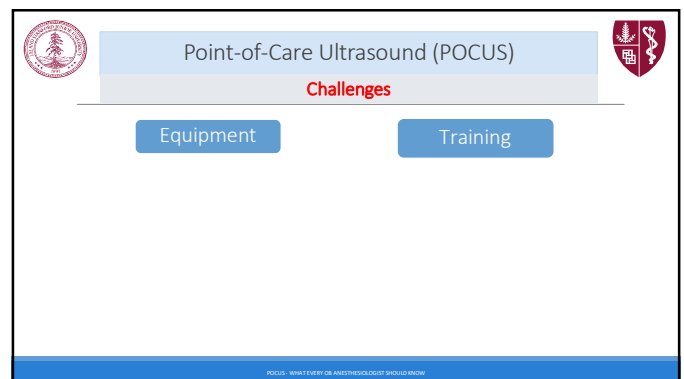 Point-of-Care Ultrasound (POCUS)
Challenges
Equipment
Training
POCUS - WHAT EVERY OB ANESTHESIOLOGIST SHOULD KNOW